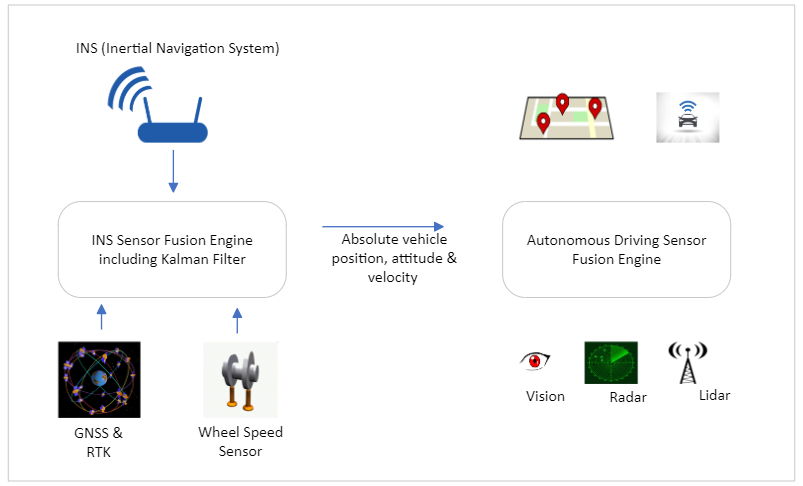 INS (Inertial Navigation System)
INS Sensor Fusion Engine
including Kalman Filter
Absolute vehicle
position, attitude &
velocity
Autonomous Driving Sensor
Fusion Engine
GNSS &
RTK
Wheel Speed
Sensor
Vision
Radar
Lidar